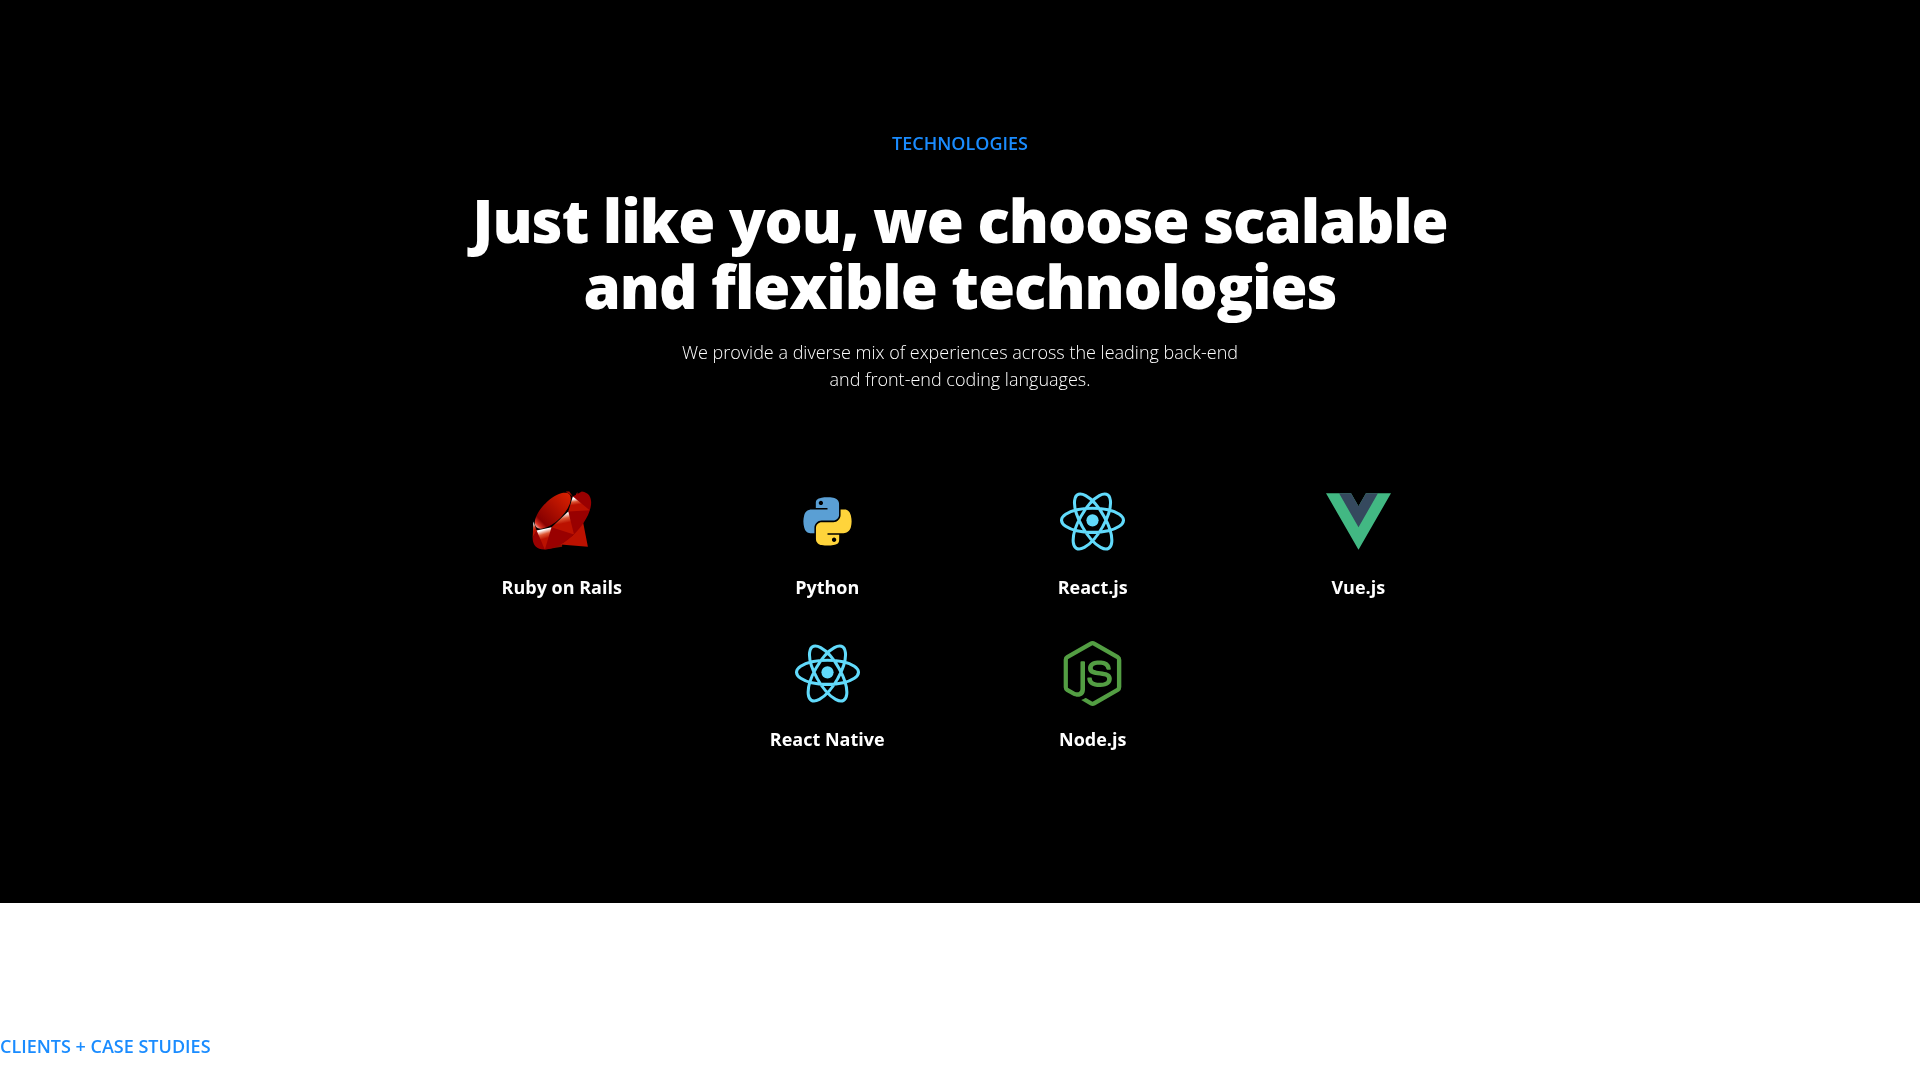 TECHNOLOGIES
Just like you, we choose scalable
and flexible technologies
We provide a diverse mix of experiences across the leading back-end
and front-end coding languages.
Ruby on Rails
Python
React.js
Vue.js
JS
React Native
Node.js
CLIENTS + CASE STUDIES